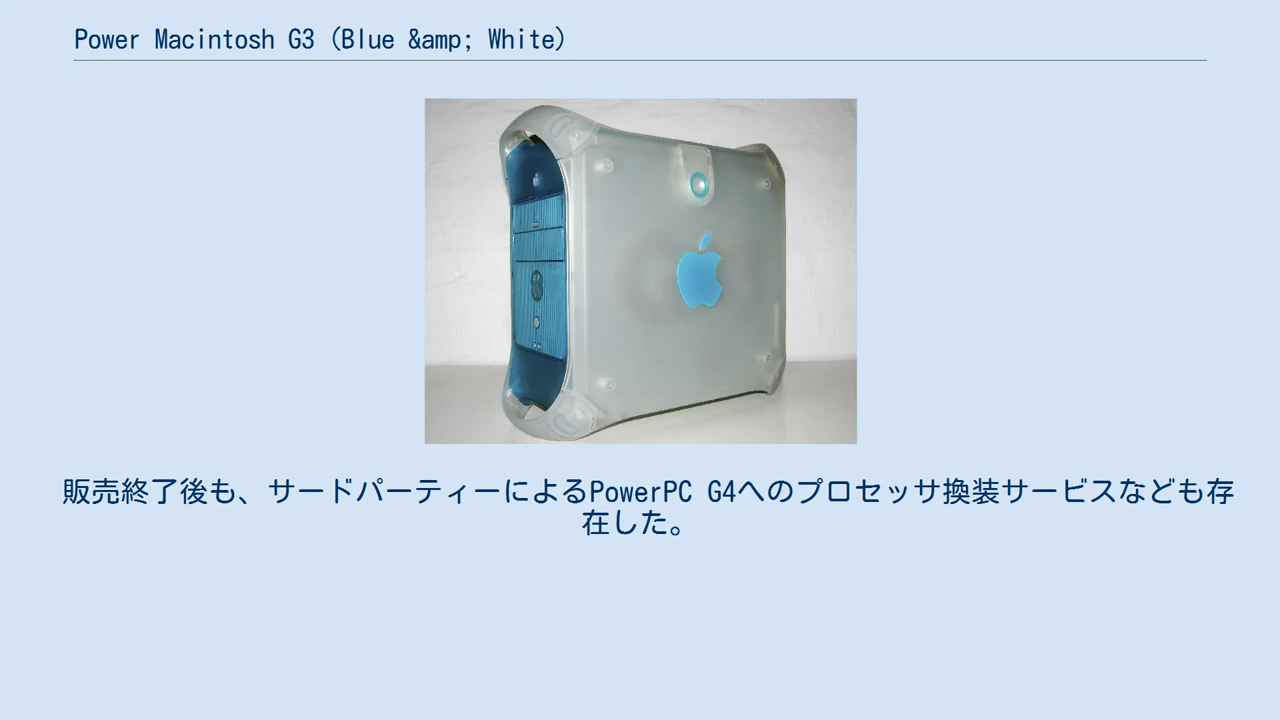 Power Macintosh G3 (Blue &amp; White)
販売終了後も、サードパーティーによるPowerPC G4へのプロセッサ換装サービスなども存
在した。